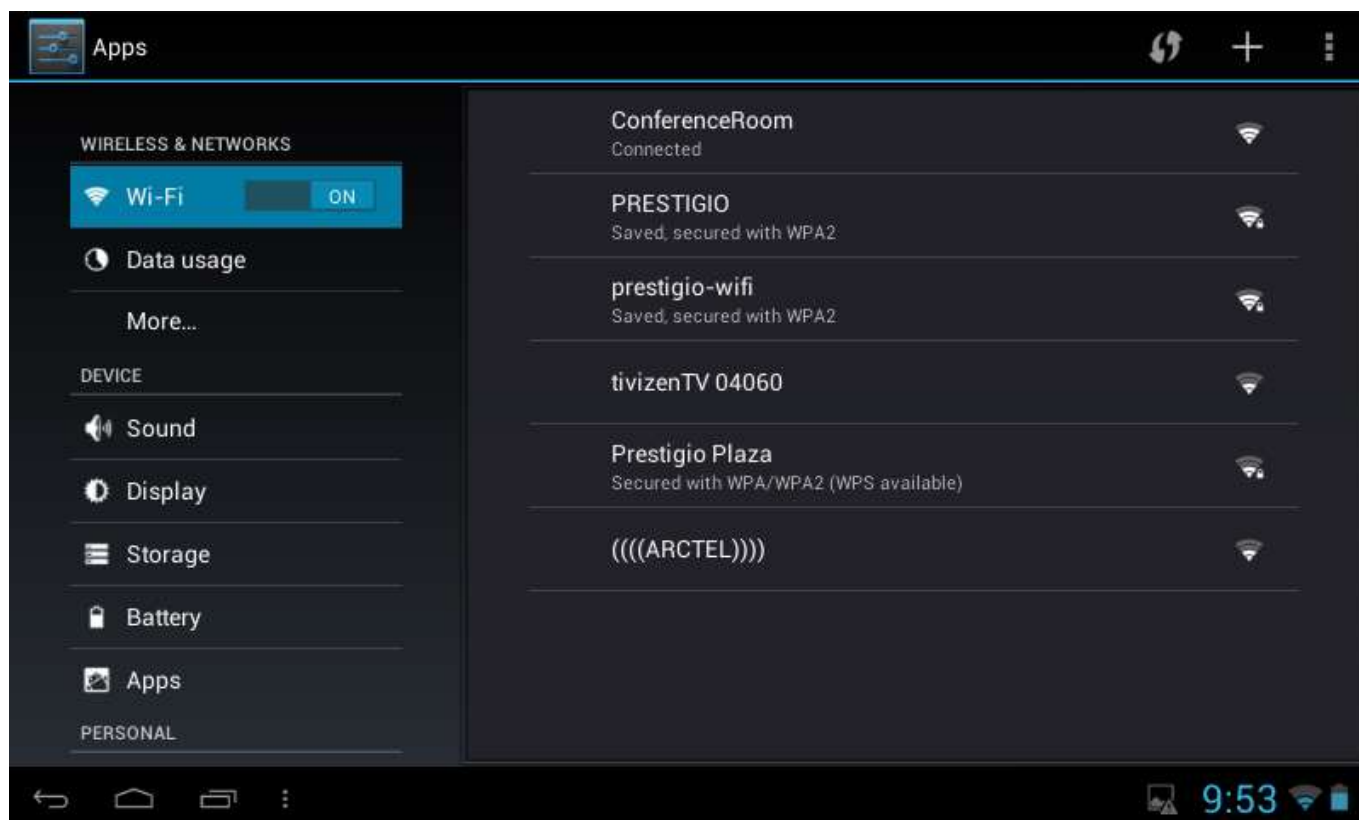 Apps
WIRELESS & NETWORKS
Wi-Fi ON
Data usage
More...
DEVICE
Sound
Display
Storage
Battery
Apps
PERSONAL
ConferenceRoom
Connected
PRESTIGIO
Saved, secured with WPA2
prestigio-wifi
Saved, secured with WPA2
tivizenTV 04060
Prestigio Plaza
Secured with WPA/WPA2 (WPS available)
((((ARCTEL))))
9:53